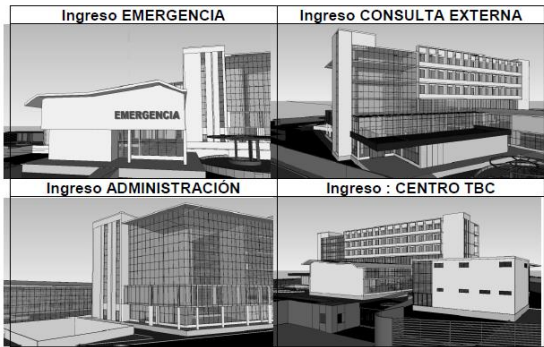 Ingreso EMERGENCIA
Ingreso CONSULTA EXTERNA
EMERGENCIA
Ingreso ADMINISTRACIÓN
Ingreso : CENTRO TBC